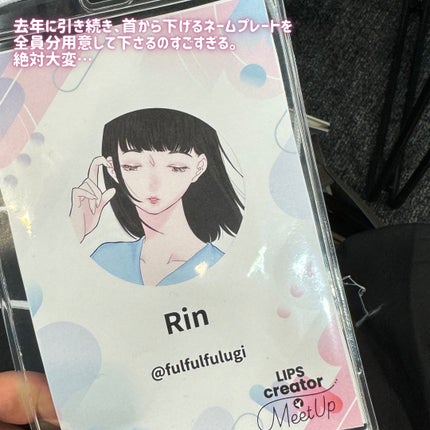 去年に引き続き、首から下げるネームプレートを
全員分用意して下さるのすごすぎる。
絶対大変…
Rin
@fulfulfulugi
LIPS
creator
MeetUp